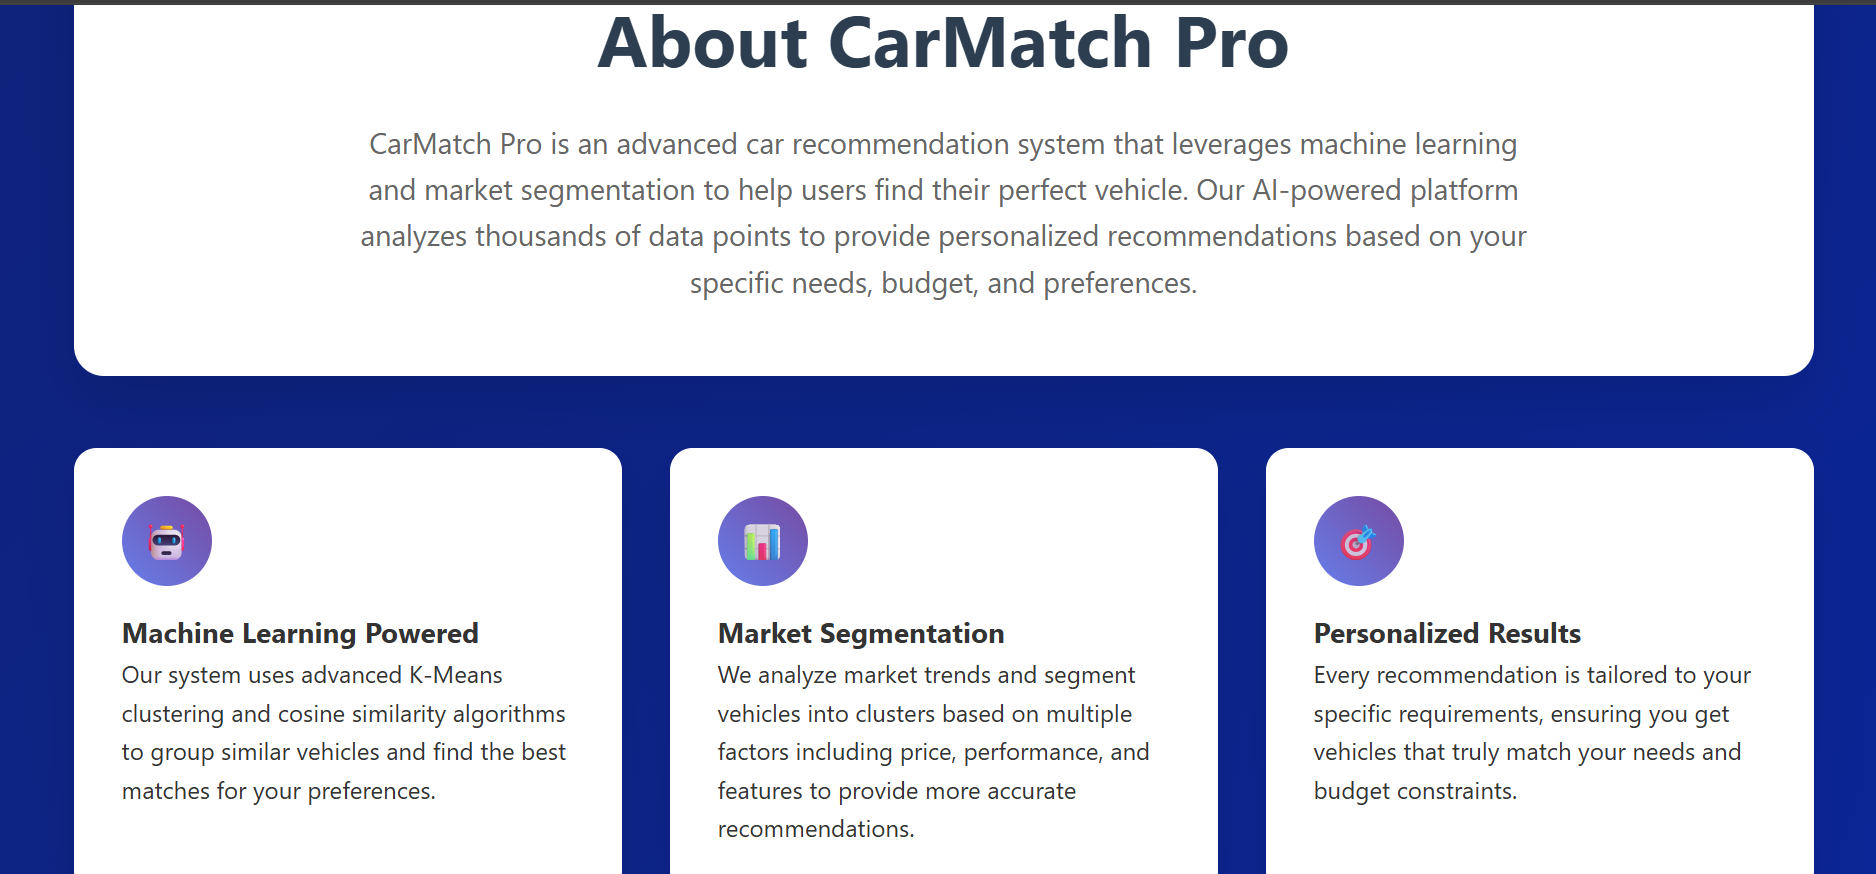 About CarMatch Pro
CarMatch Pro is an advanced car recommendation system that leverages machine learning
and market segmentation to help users find their perfect vehicle. Our AI-powered platform
analyzes thousands of data points to provide personalized recommendations based on your
specific needs, budget, and preferences.
Machine Learning Powered
Our system uses advanced K-Means
clustering and cosine similarity algorithms
to group similar vehicles and find the best
matches for your preferences.
Market Segmentation
We analyze market trends and segment
vehicles into clusters based on multiple
factors including price, performance, and
features to provide more accurate
recommendations.
Personalized Results
Every recommendation is tailored to your
specific requirements, ensuring you get
vehicles that truly match your needs and
budget constraints.